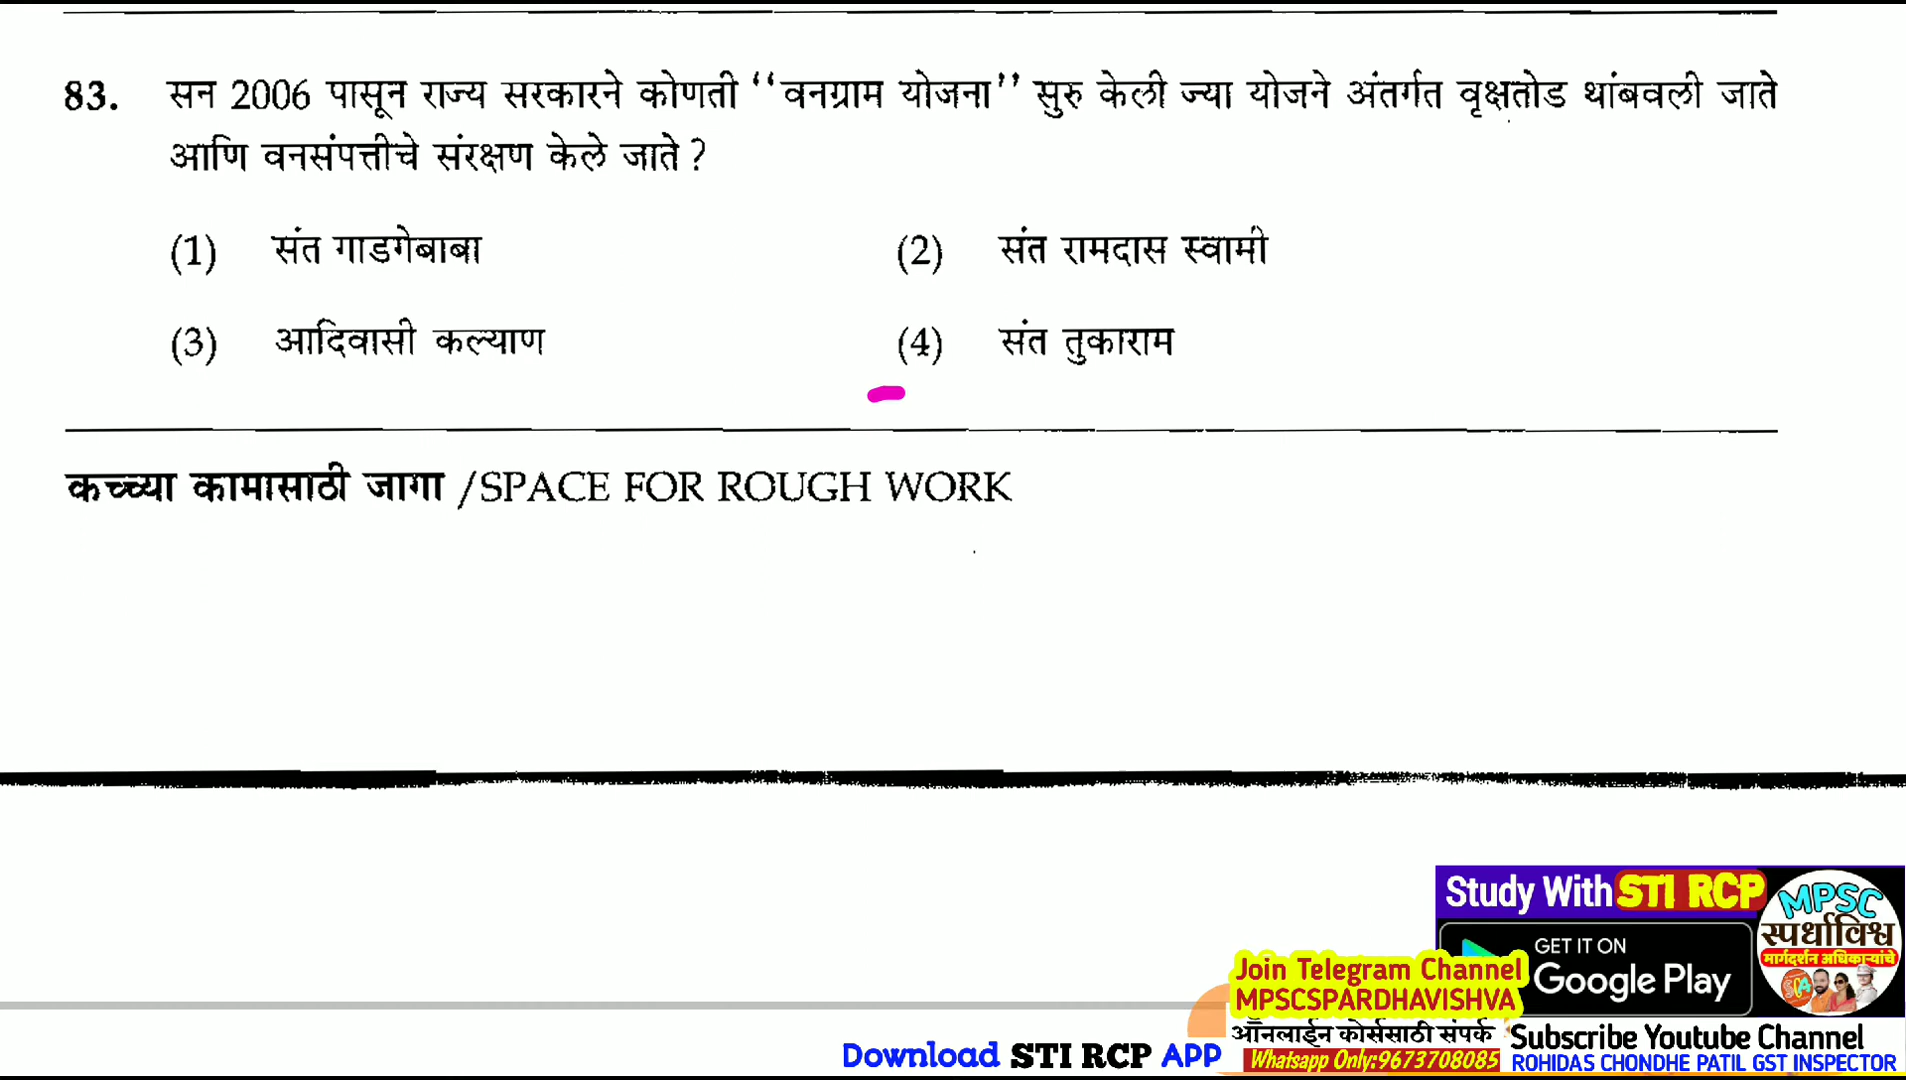 83. सन 2006 पासून राज्य सरकारने कोणती ‘‘वनग्राम योजना’’ सुरु केली ज्या योजने अंतर्गत वृक्षतोड थांबवली जाते
आणि वनसंपत्तीचे संरक्षण केले जाते ?
(1) संत गाडगेबाबा (2) संत रामदास स्वामी
(3) आदिवासी कल्याण (4) संत तुकाराम
कच्च्या कामासाठी जागा /SPACE FOR ROUGH WORK
Study With STI RCP
MPSC
स्पर्धाविश्व
मार्गदर्शन अधिकाऱ्यांचे
GET IT ON
Google Play
Join Telegram Channel
MPSCSPARDHAVISHVA
ऑनलाईन कोर्ससाठी संपर्क
Whatsapp Only:9673708085
Download STI RCP APP
Subscribe Youtube Channel
ROHIDAS CHONDHE PATIL GST INSPECTOR